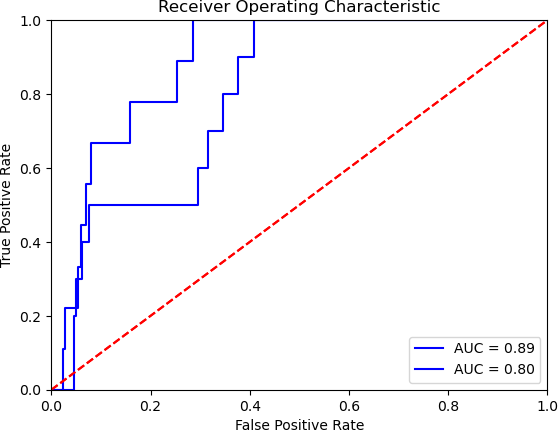 Receiver Operating Characteristic
True Positive Rate
1.0
0.8
0.6
0.4
0.2
0.0
AUC = 0.89
AUC = 0.80
0.0 0.2 0.4 0.6 0.8 1.0
False Positive Rate